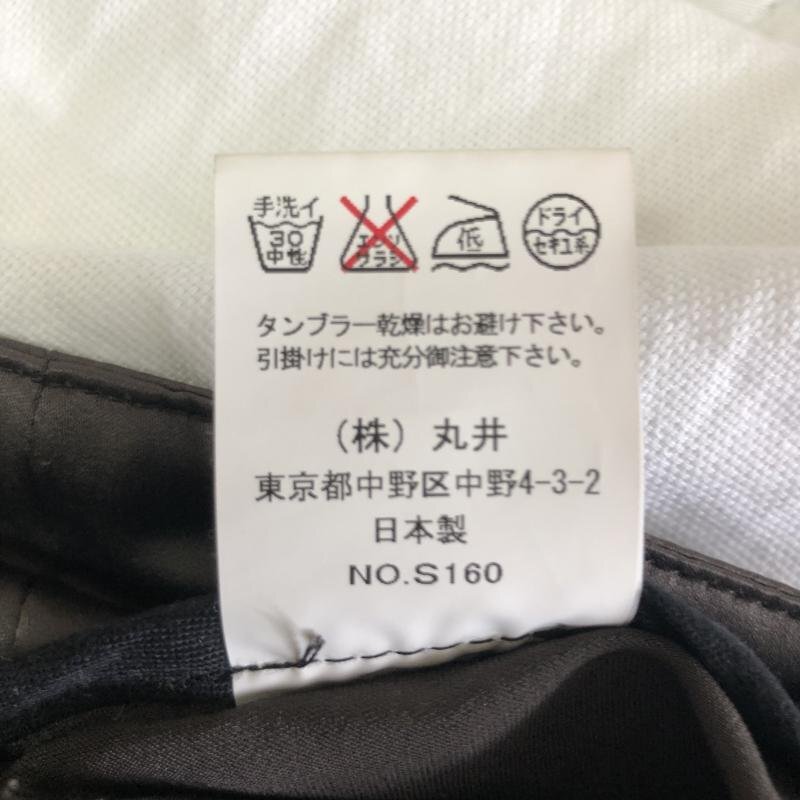 手洗イ
30
中性
エンソ
サラシ
低
ドライ
セキユ系
タンブラー乾燥はお避け下さい。
引掛けには充分御注意下さい。
(株) 丸井
東京都中野区中野4-3-2
日本製
NO.S160